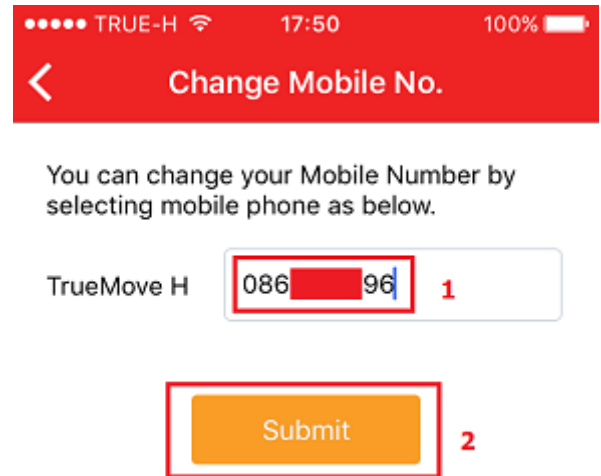 TRUE-H 17:50 100%
Change Mobile No.
You can change your Mobile Number by
selecting mobile phone as below.
TrueMove H 086 96 1
Submit 2